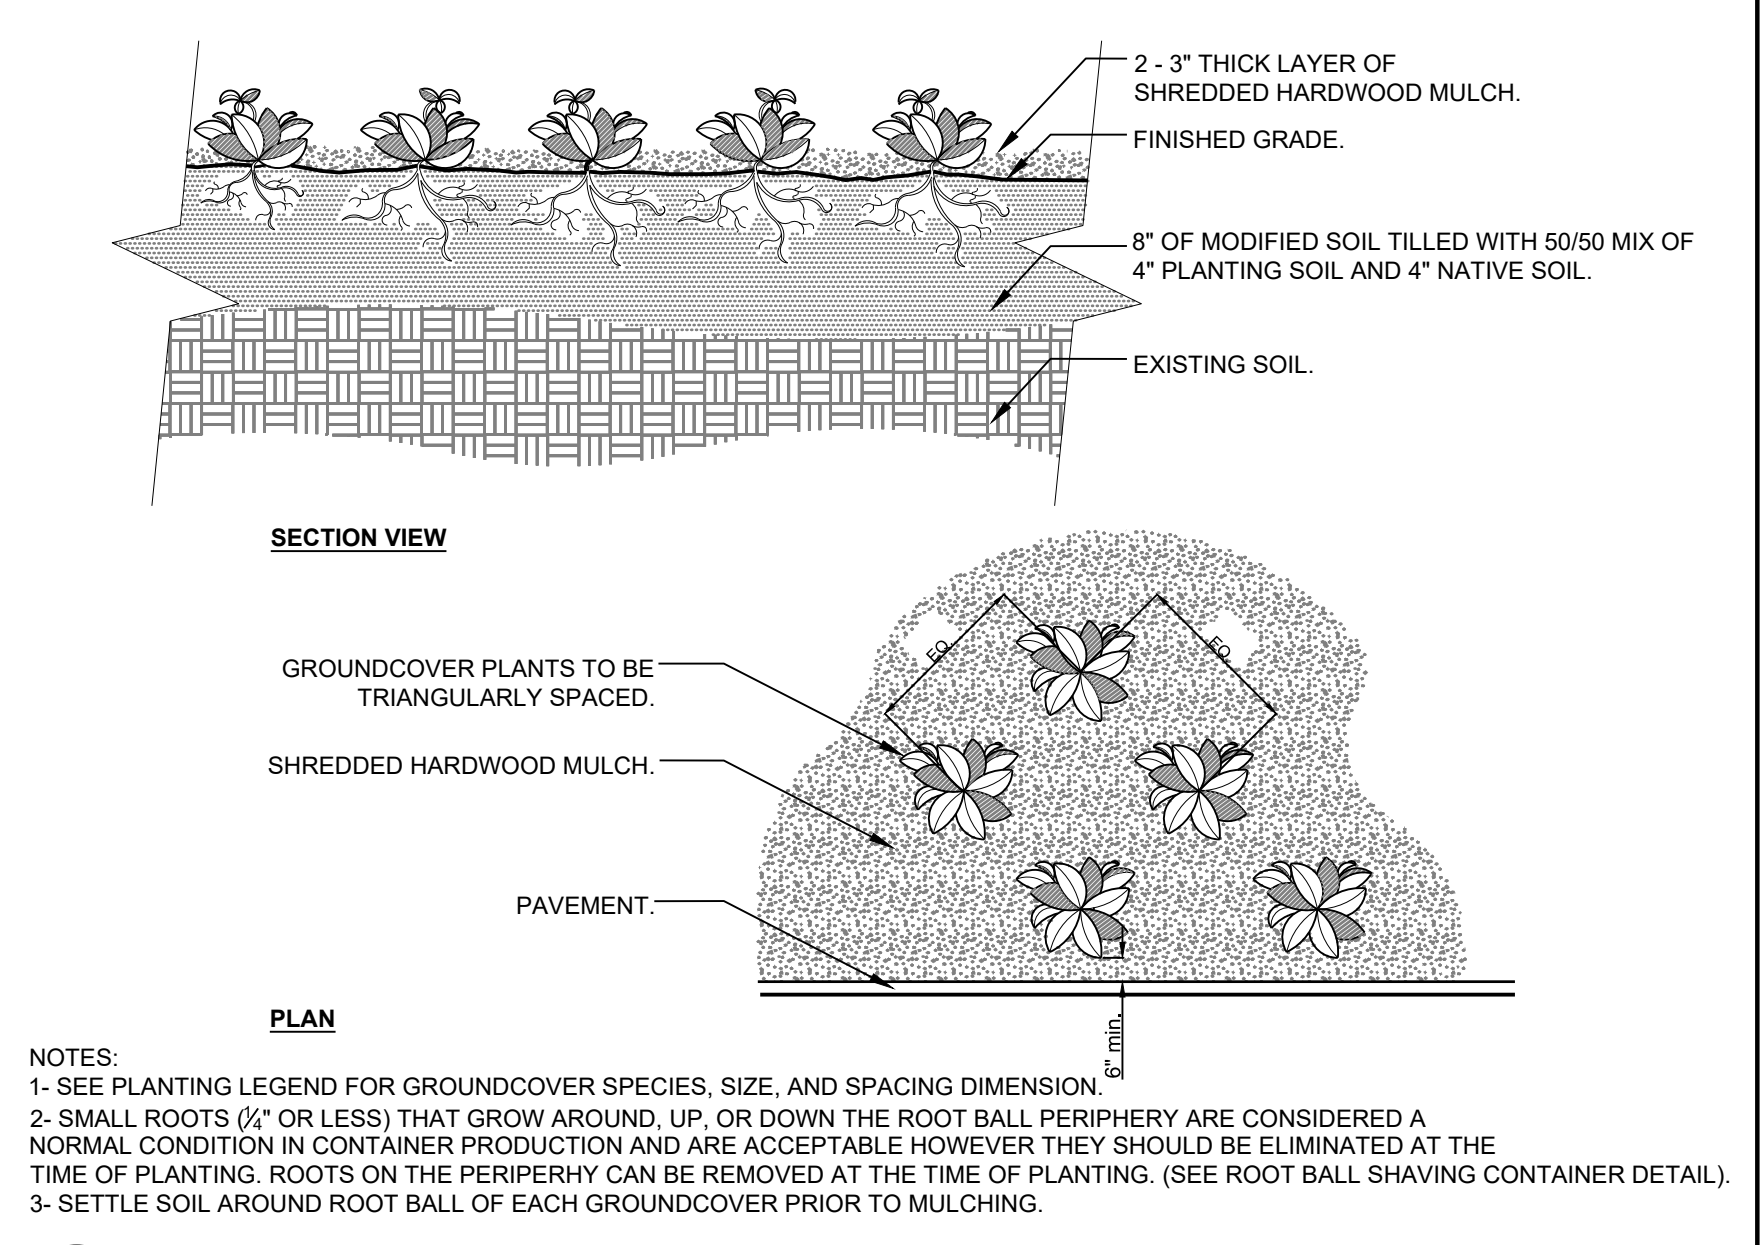 2 - 3" THICK LAYER OF
SHREDDED HARDWOOD MULCH.
FINISHED GRADE.
8" OF MODIFIED SOIL TILLED WITH 50/50 MIX OF
4" PLANTING SOIL AND 4" NATIVE SOIL.
EXISTING SOIL.
SECTION VIEW
EQ.
EQ.
GROUNDCOVER PLANTS TO BE
TRIANGULARLY SPACED.
SHREDDED HARDWOOD MULCH.
PAVEMENT.
6" min.
PLAN
NOTES:
1- SEE PLANTING LEGEND FOR GROUNDCOVER SPECIES, SIZE, AND SPACING DIMENSION.
2- SMALL ROOTS (¼" OR LESS) THAT GROW AROUND, UP, OR DOWN THE ROOT BALL PERIPHERY ARE CONSIDERED A
NORMAL CONDITION IN CONTAINER PRODUCTION AND ARE ACCEPTABLE HOWEVER THEY SHOULD BE ELIMINATED AT THE
TIME OF PLANTING. ROOTS ON THE PERIPERHY CAN BE REMOVED AT THE TIME OF PLANTING. (SEE ROOT BALL SHAVING CONTAINER DETAIL).
3- SETTLE SOIL AROUND ROOT BALL OF EACH GROUNDCOVER PRIOR TO MULCHING.